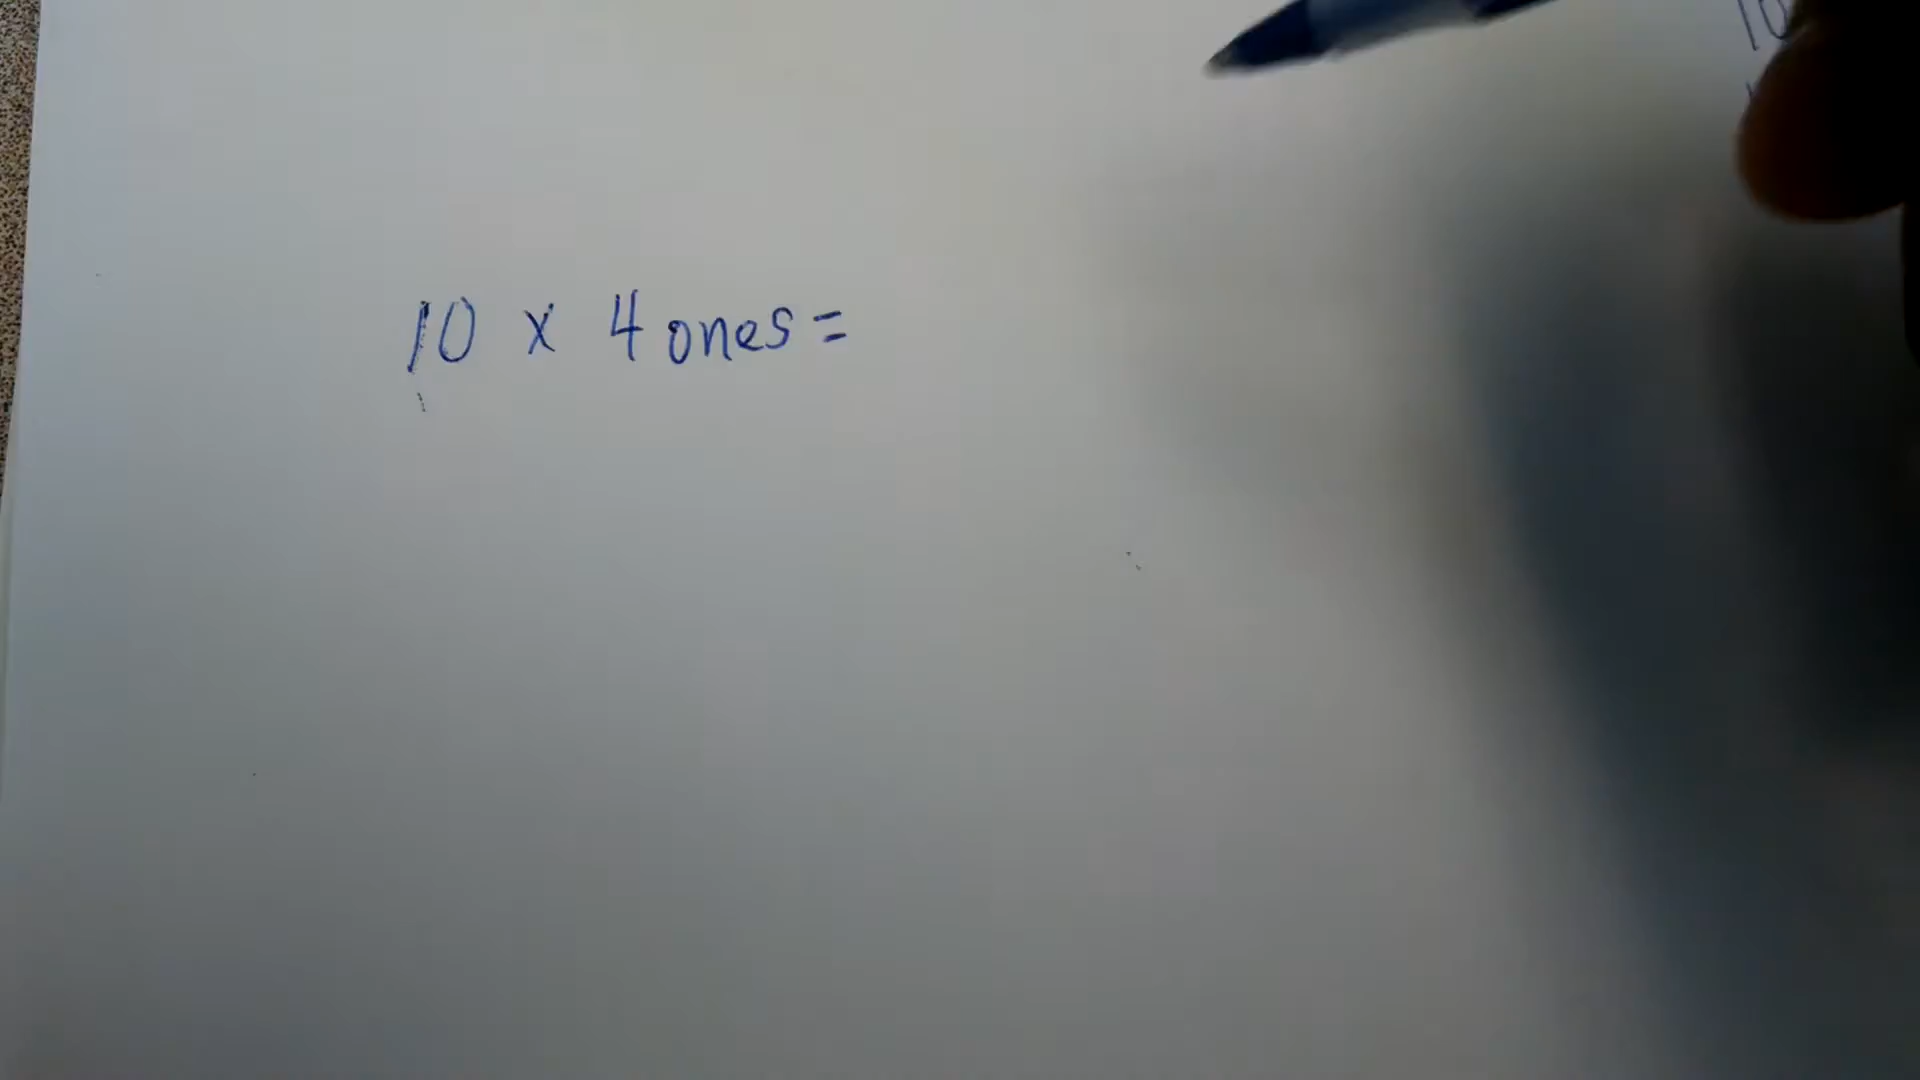 10 x 4 ones =